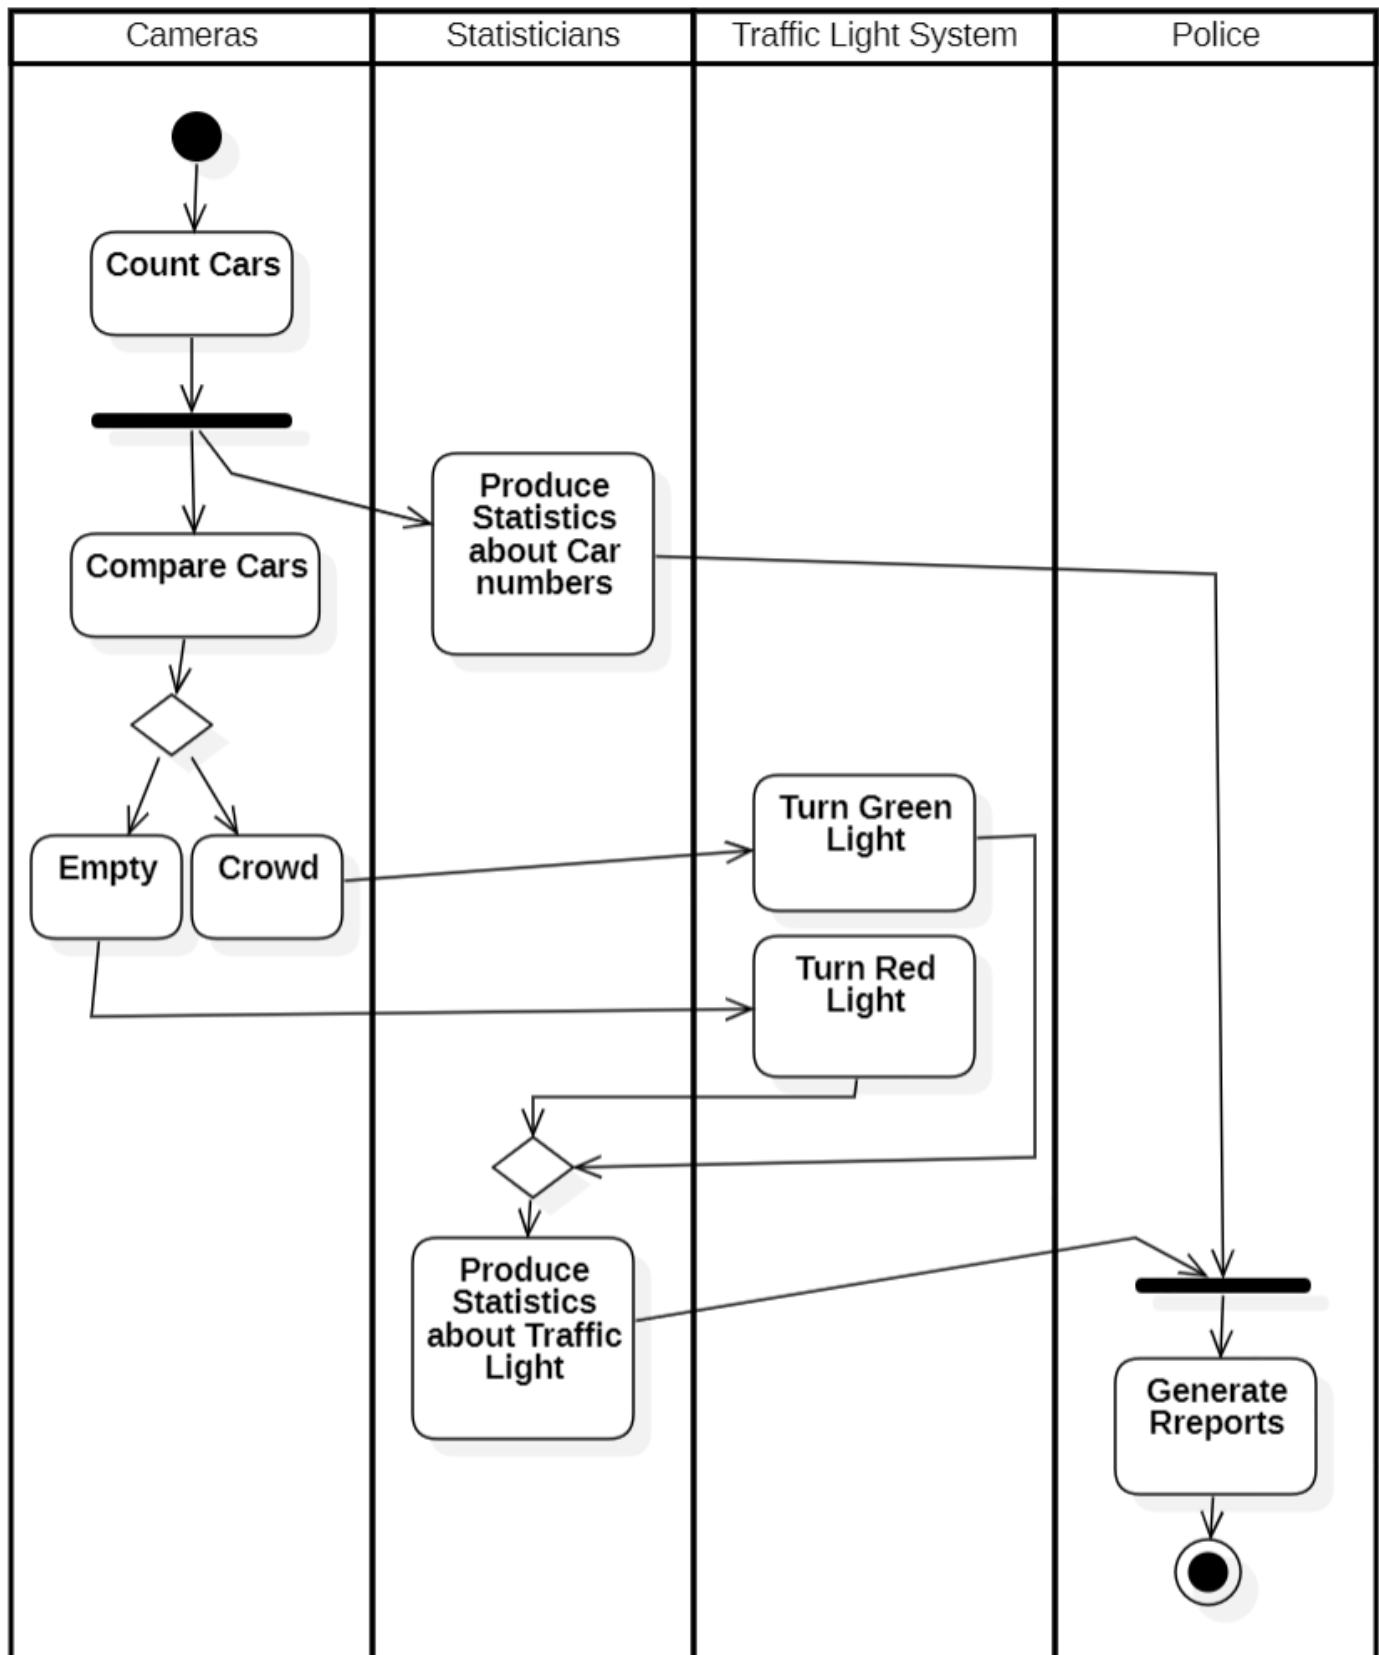 Cameras
Statisticians
Traffic Light System
Police
Count Cars
Produce
Statistics
about Car
numbers
Compare Cars
Empty
Crowd
Turn Green
Light
Turn Red
Light
Produce
Statistics
about Traffic
Light
Generate
Rreports